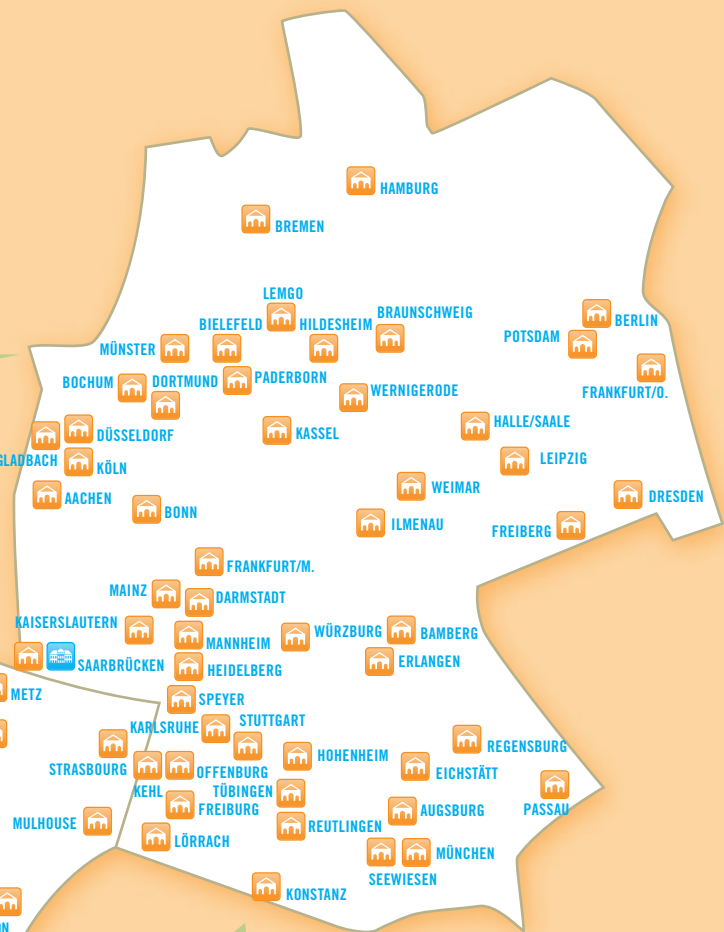 HAMBURG
BREMEN
LEMGO
BIELEFELD
HILDESHEIM
BRAUNSCHWEIG
BERLIN
POTSDAM
MÜNSTER
FRANKFURT/O.
BOCHUM
DORTMUND
PADERBORN
WERNIGERODE
HALLE/SAALE
DÜSSELDORF
KASSEL
GLADBACH
KÖLN
LEIPZIG
WEIMAR
AACHEN
DRESDEN
BONN
ILMENAU
FREIBERG
FRANKFURT/M.
MAINZ
DARMSTADT
KAISERSLAUTERN
MANNHEIM
WÜRZBURG
BAMBERG
SAARBRÜCKEN
HEIDELBERG
ERLANGEN
METZ
SPEYER
KARLSRUHE
STUTTGART
REGENSBURG
HOHENHEIM
STRASBOURG
OFFENBURG
EICHSTÄTT
KEHL
TÜBINGEN
FREIBURG
AUGSBURG
PASSAU
MULHOUSE
REUTLINGEN
LÖRRACH
MÜNCHEN
SEEWIESEN
KONSTANZ
ON